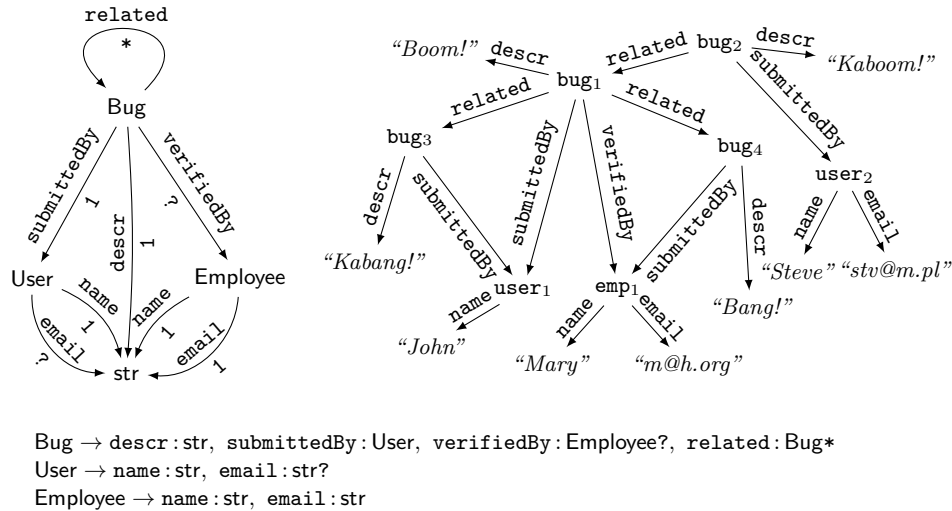 related
*
Bug
submittedBy
1
descr
1
verifiedBy
?
User
Employee
name
1
name
1
email
?
email
1
str
“Boom!”
descr
related
bug2
descr
“Kaboom!”
bug1
related
related
submittedBy
bug3
bug4
descr
submittedBy
submittedBy
verifiedBy
submittedBy
descr
user2
name
email
“Kabang!”
“Steve”
“stv@m.pl”
user1
emp1
“Bang!”
name
name
email
“John”
“Mary”
“m@h.org”
Bug → descr : str, submittedBy : User, verifiedBy : Employee?, related : Bug*
User → name : str, email : str?
Employee → name : str, email : str